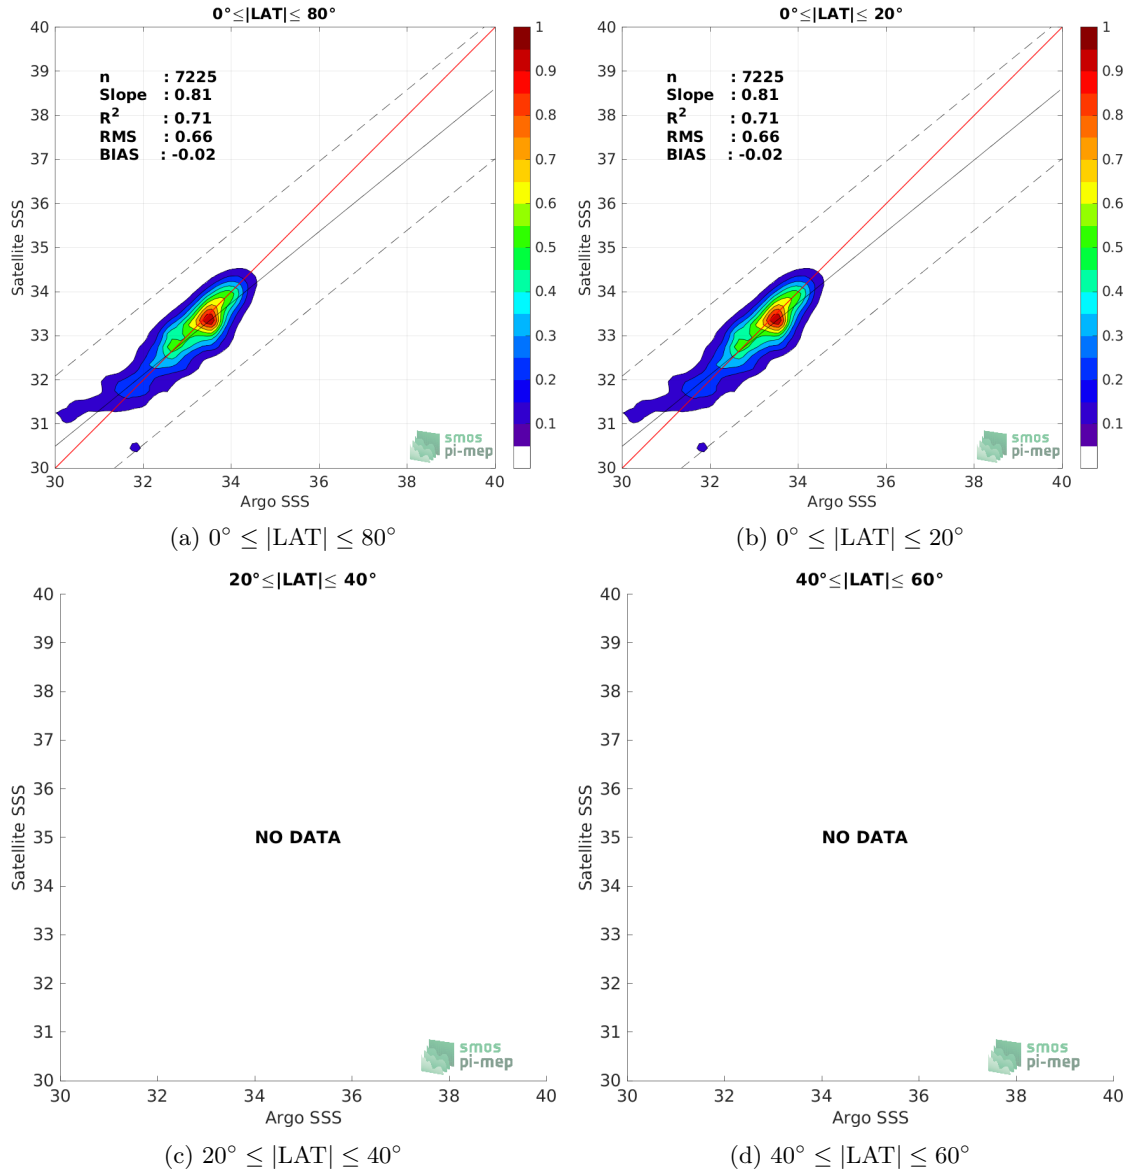 0°≤|LAT|≤ 80°
40
39
38
37
36
35
34
33
32
31
30
Satellite SSS
n : 7225
Slope : 0.81
R² : 0.71
RMS : 0.66
BIAS : -0.02
smos
pi-mep
30 32 34 36 38 40
Argo SSS
1
0.9
0.8
0.7
0.6
0.5
0.4
0.3
0.2
0.1
(a) 0° ≤ |LAT| ≤ 80°
0°≤|LAT|≤ 20°
40
39
38
37
36
35
34
33
32
31
30
Satellite SSS
n : 7225
Slope : 0.81
R² : 0.71
RMS : 0.66
BIAS : -0.02
smos
pi-mep
30 32 34 36 38 40
Argo SSS
1
0.9
0.8
0.7
0.6
0.5
0.4
0.3
0.2
0.1
(b) 0° ≤ |LAT| ≤ 20°
20°≤|LAT|≤ 40°
40
39
38
37
36
35
34
33
32
31
30
Satellite SSS
NO DATA
smos
pi-mep
30 32 34 36 38 40
Argo SSS
(c) 20° ≤ |LAT| ≤ 40°
40°≤|LAT|≤ 60°
40
39
38
37
36
35
34
33
32
31
30
Satellite SSS
NO DATA
smos
pi-mep
30 32 34 36 38 40
Argo SSS
(d) 40° ≤ |LAT| ≤ 60°